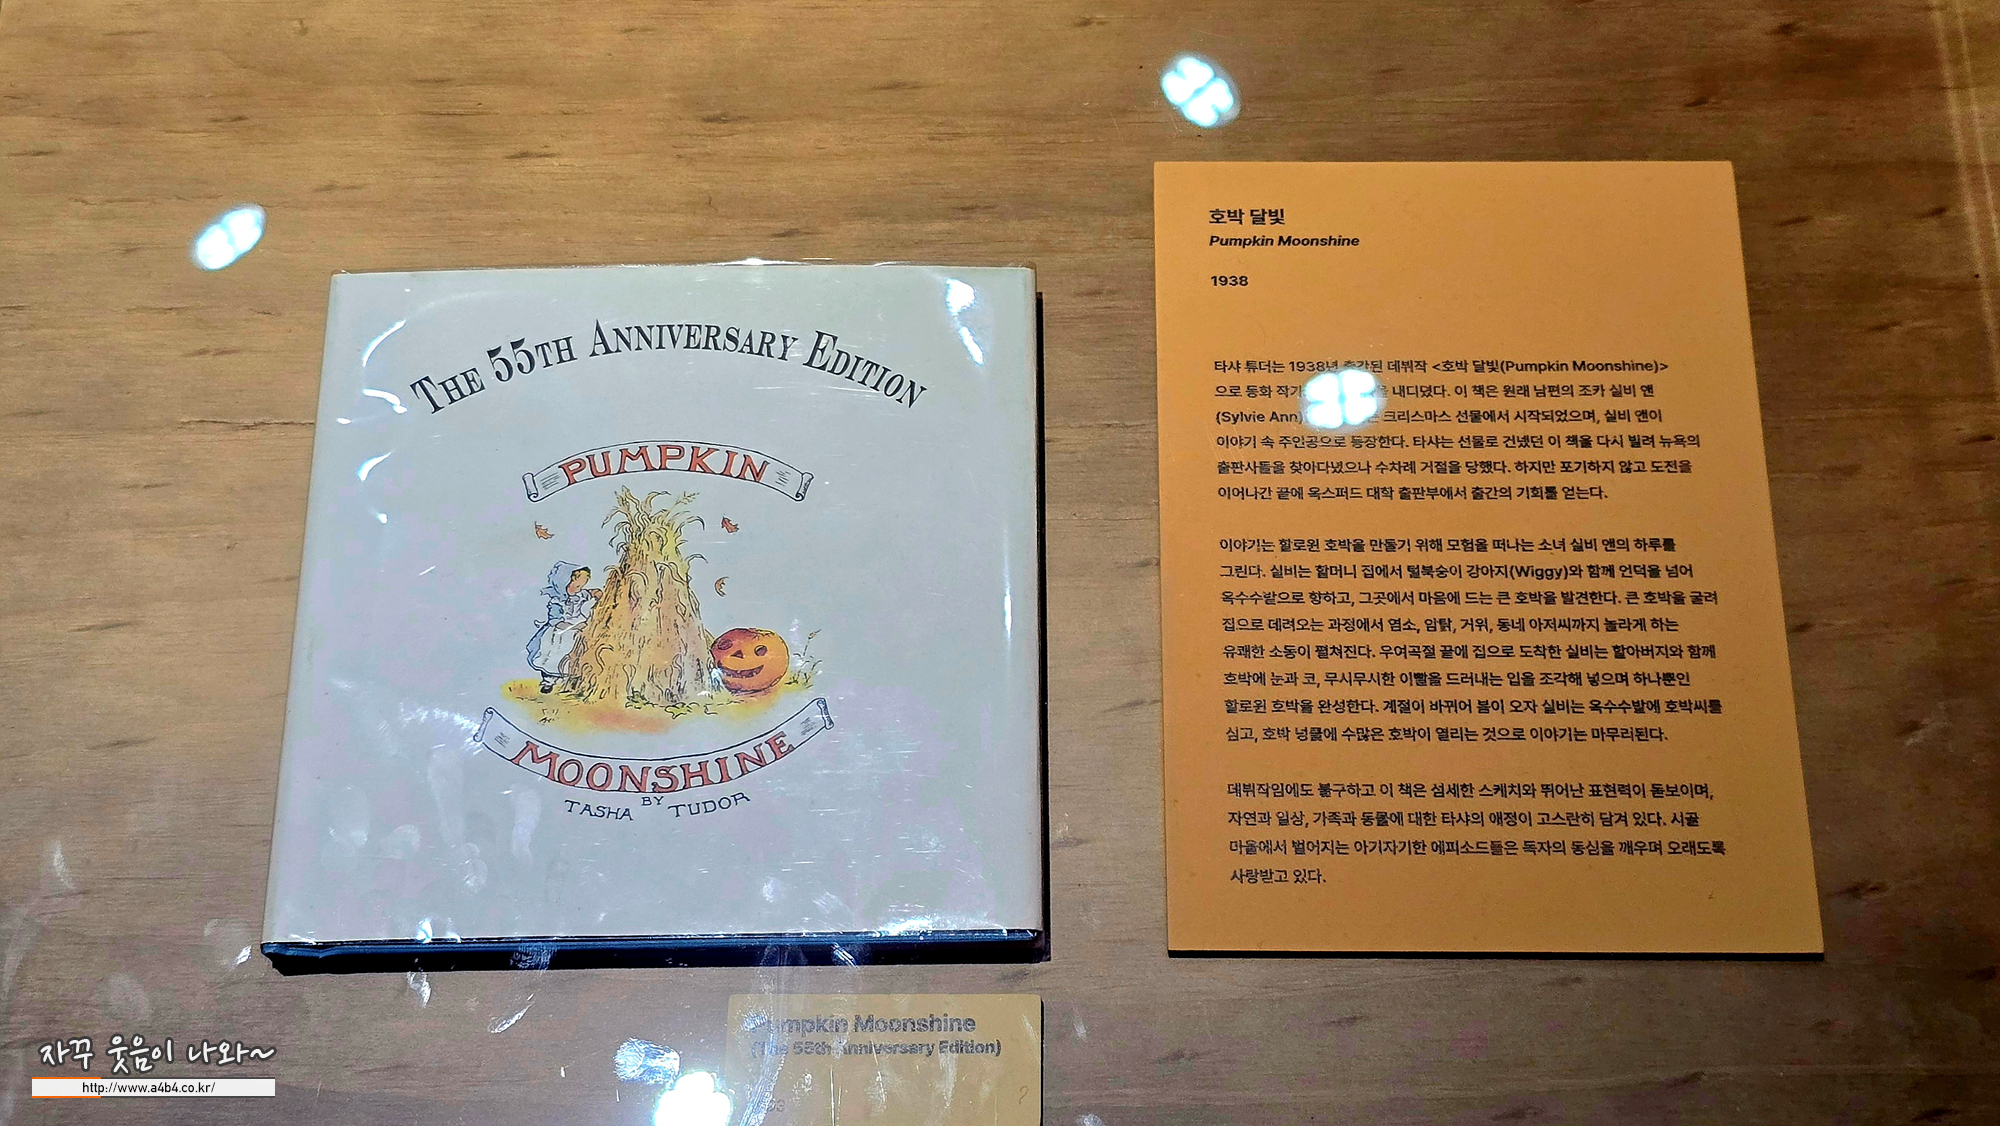 THE 55TH ANNIVERSARY EDITION
PUMPKIN
MOONSHINE
BY
TASHA TUDOR
호박 달빛
Pumpkin Moonshine
1938
타샤 튜더는 1938년 출간된 데뷔작 <호박 달빛(Pumpkin Moonshine)>
으로 동화 작가 내디뎠다. 이 책은 원래 남편의 조카 실비 앤
(Sylvie Ann) 크리스마스 선물에서 시작되었으며, 실비 앤이
이야기 속 주인공으로 등장한다. 타샤는 선물로 건넸던 이 책을 다시 빌려 뉴욕의
출판사들을 찾아다녔으나 수차례 거절을 당했다. 하지만 포기하지 않고 도전을
이어나간 끝에 옥스퍼드 대학 출판부에서 출간의 기회를 얻는다.
이야기는 할로윈 호박을 만들기 위해 모험을 떠나는 소녀 실비 앤의 하루를
그린다. 실비는 할머니 집에서 털북숭이 강아지(Wiggy)와 함께 언덕을 넘어
옥수수밭으로 향하고, 그곳에서 마음에 드는 큰 호박을 발견한다. 큰 호박을 굴려
집으로 데려오는 과정에서 염소, 암탉, 거위, 동네 아저씨까지 놀라게 하는
유쾌한 소동이 펼쳐진다. 우여곡절 끝에 집으로 도착한 실비는 할아버지와 함께
호박에 눈과 코, 무시무시한 이빨을 드러내는 입을 조각해 넣으며 하나뿐인
할로윈 호박을 완성한다. 계절이 바뀌어 봄이 오자 실비는 옥수수밭에 호박씨를
심고, 호박 넝쿨에 수많은 호박이 열리는 것으로 이야기는 마무리된다.
데뷔작임에도 불구하고 이 책은 섬세한 스케치와 뛰어난 표현력이 돋보이며,
자연과 일상, 가족과 동물에 대한 타샤의 애정이 고스란히 담겨 있다. 시골
마을에서 벌어지는 아기자기한 에피소드들은 독자의 동심을 깨우며 오래도록
사랑받고 있다.
Pumpkin Moonshine
(The 55th Anniversary Edition)
자꾸 웃음이 나와~
http://www.a4b4.co.kr/